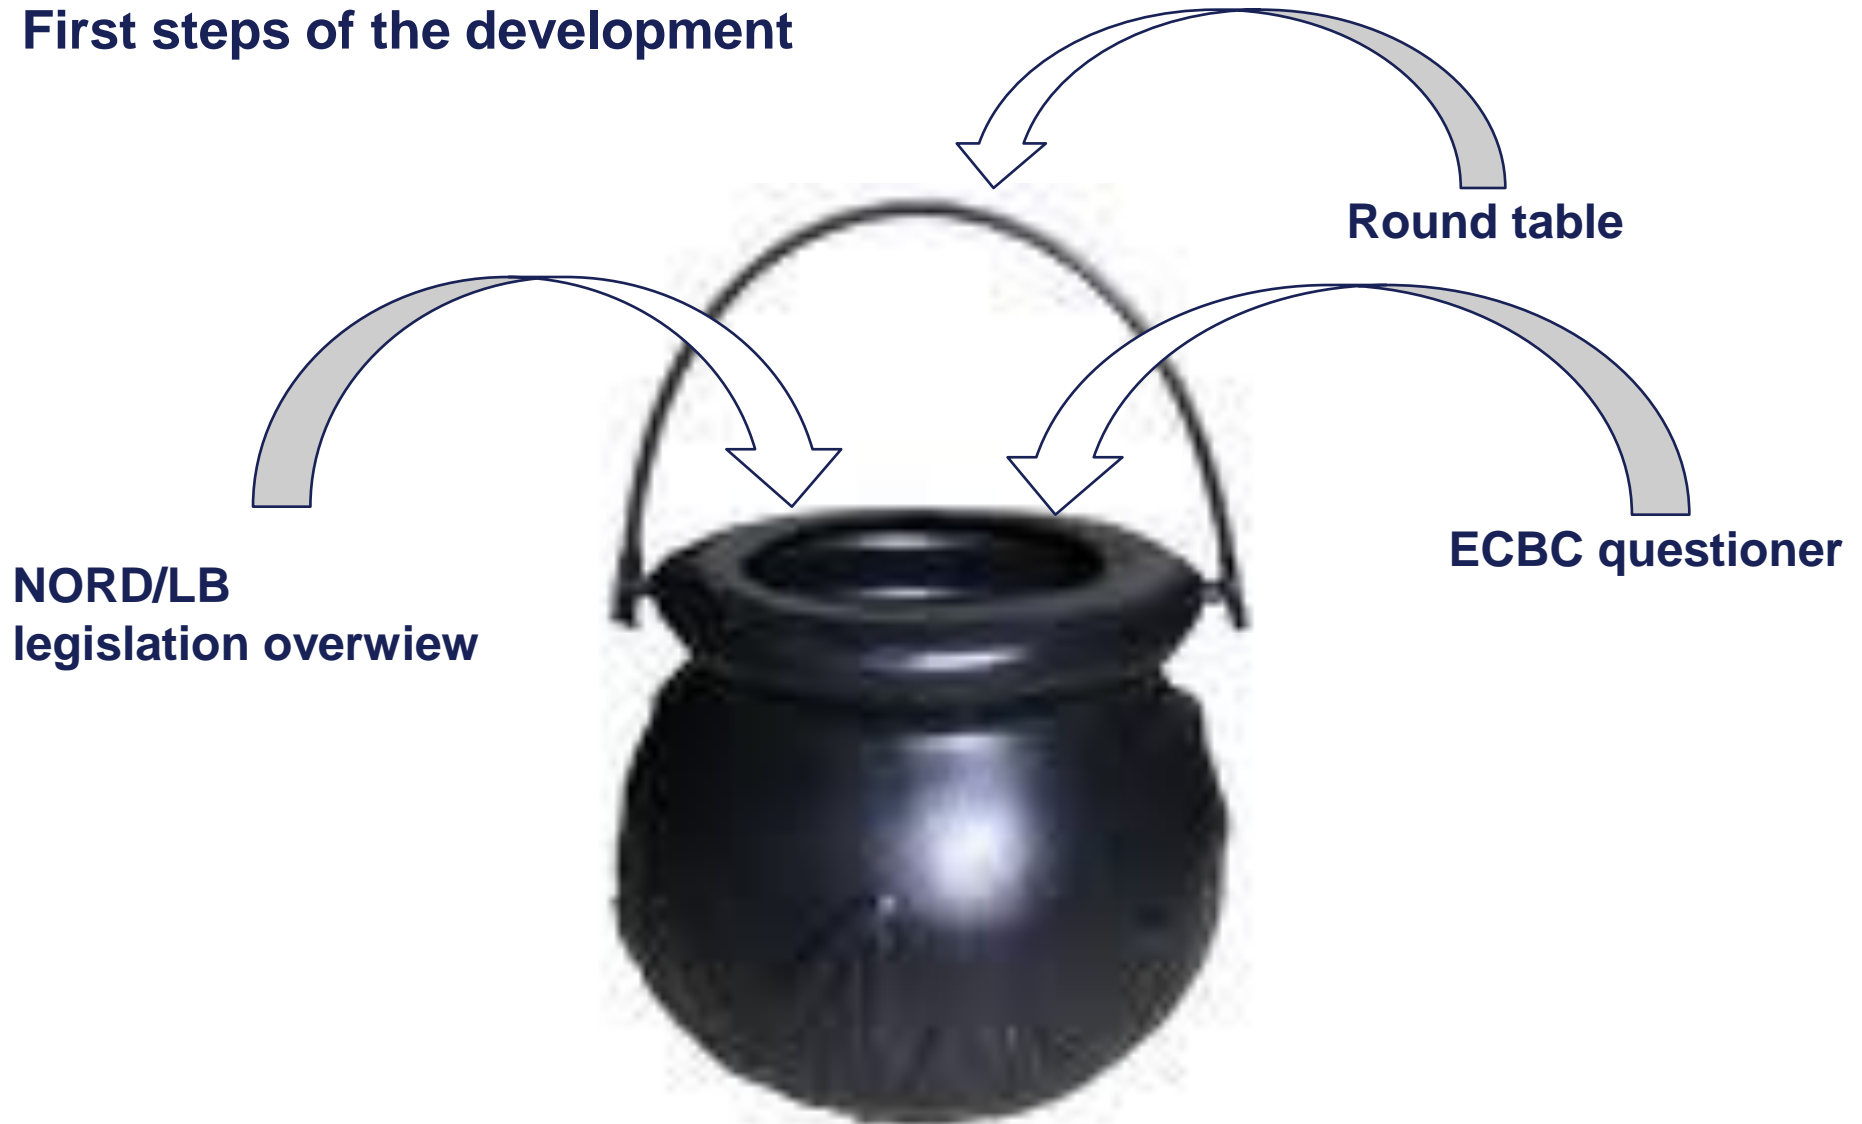 First steps of the development
Round table
ECBC questioner
NORD/LB
legislation overwiew